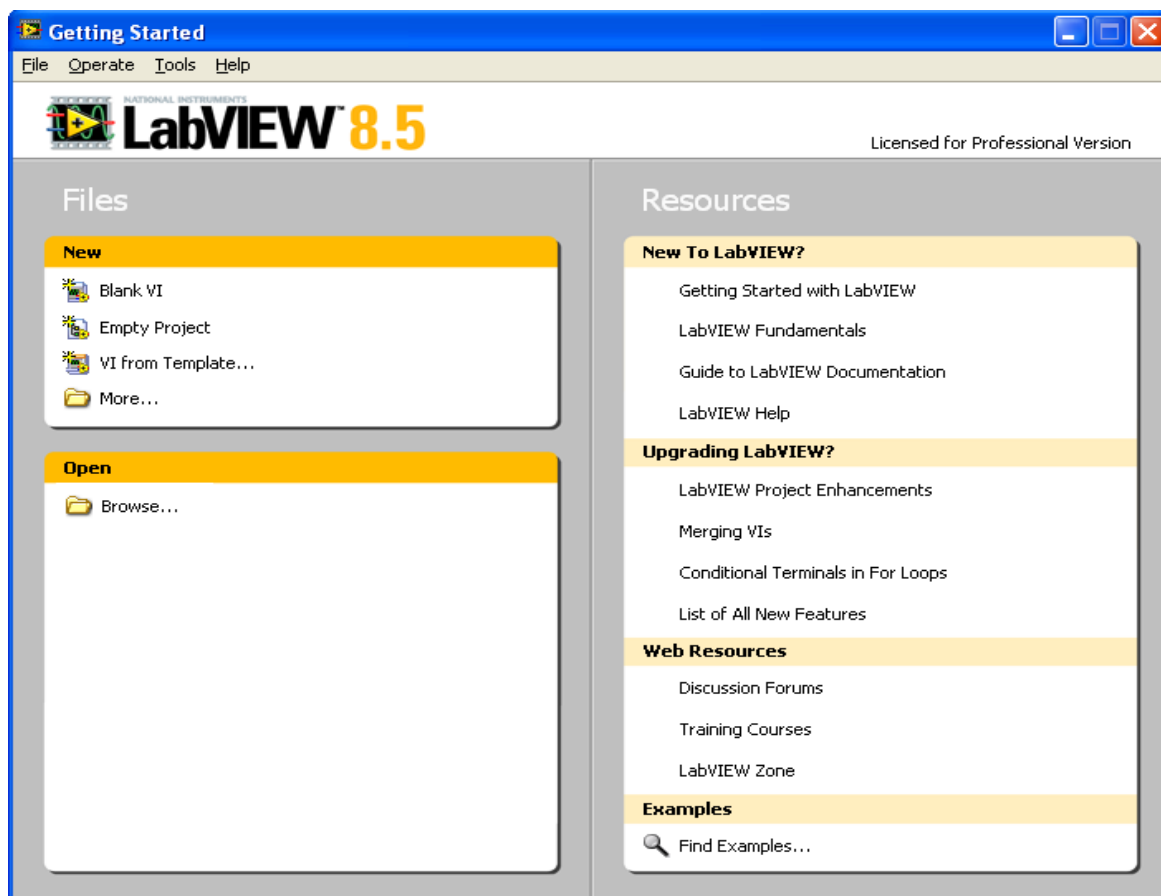 Getting Started
File Operate Tools Help
NATIONAL INSTRUMENTS
LabVIEW™ 8.5
Licensed for Professional Version
Files
New
Blank VI
Empty Project
VI from Template...
More...
Open
Browse...
Resources
New To LabVIEW?
Getting Started with LabVIEW
LabVIEW Fundamentals
Guide to LabVIEW Documentation
LabVIEW Help
Upgrading LabVIEW?
LabVIEW Project Enhancements
Merging VIs
Conditional Terminals in For Loops
List of All New Features
Web Resources
Discussion Forums
Training Courses
LabVIEW Zone
Examples
Find Examples...